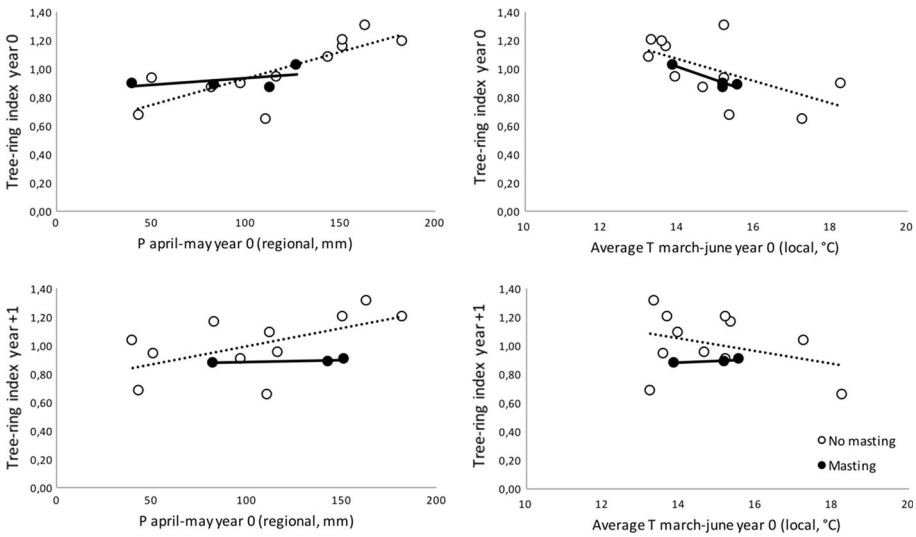 Tree-ring index year 0
1,40
1,20
1,00
0,80
0,60
0,40
0,20
0,00
0 50 100 150 200
P april-may year 0 (regional, mm)
Tree-ring index year 0
1,40
1,20
1,00
0,80
0,60
0,40
0,20
0,00
10 12 14 16 18 20
Average T march-june year 0 (local, °C)
Tree-ring index year +1
1,40
1,20
1,00
0,80
0,60
0,40
0,20
0,00
0 50 100 150 200
P april-may year 0 (regional, mm)
Tree-ring index year +1
1,40
1,20
1,00
0,80
0,60
0,40
0,20
0,00
No masting
Masting
10 12 14 16 18 20
Average T march-june year 0 (local, °C)